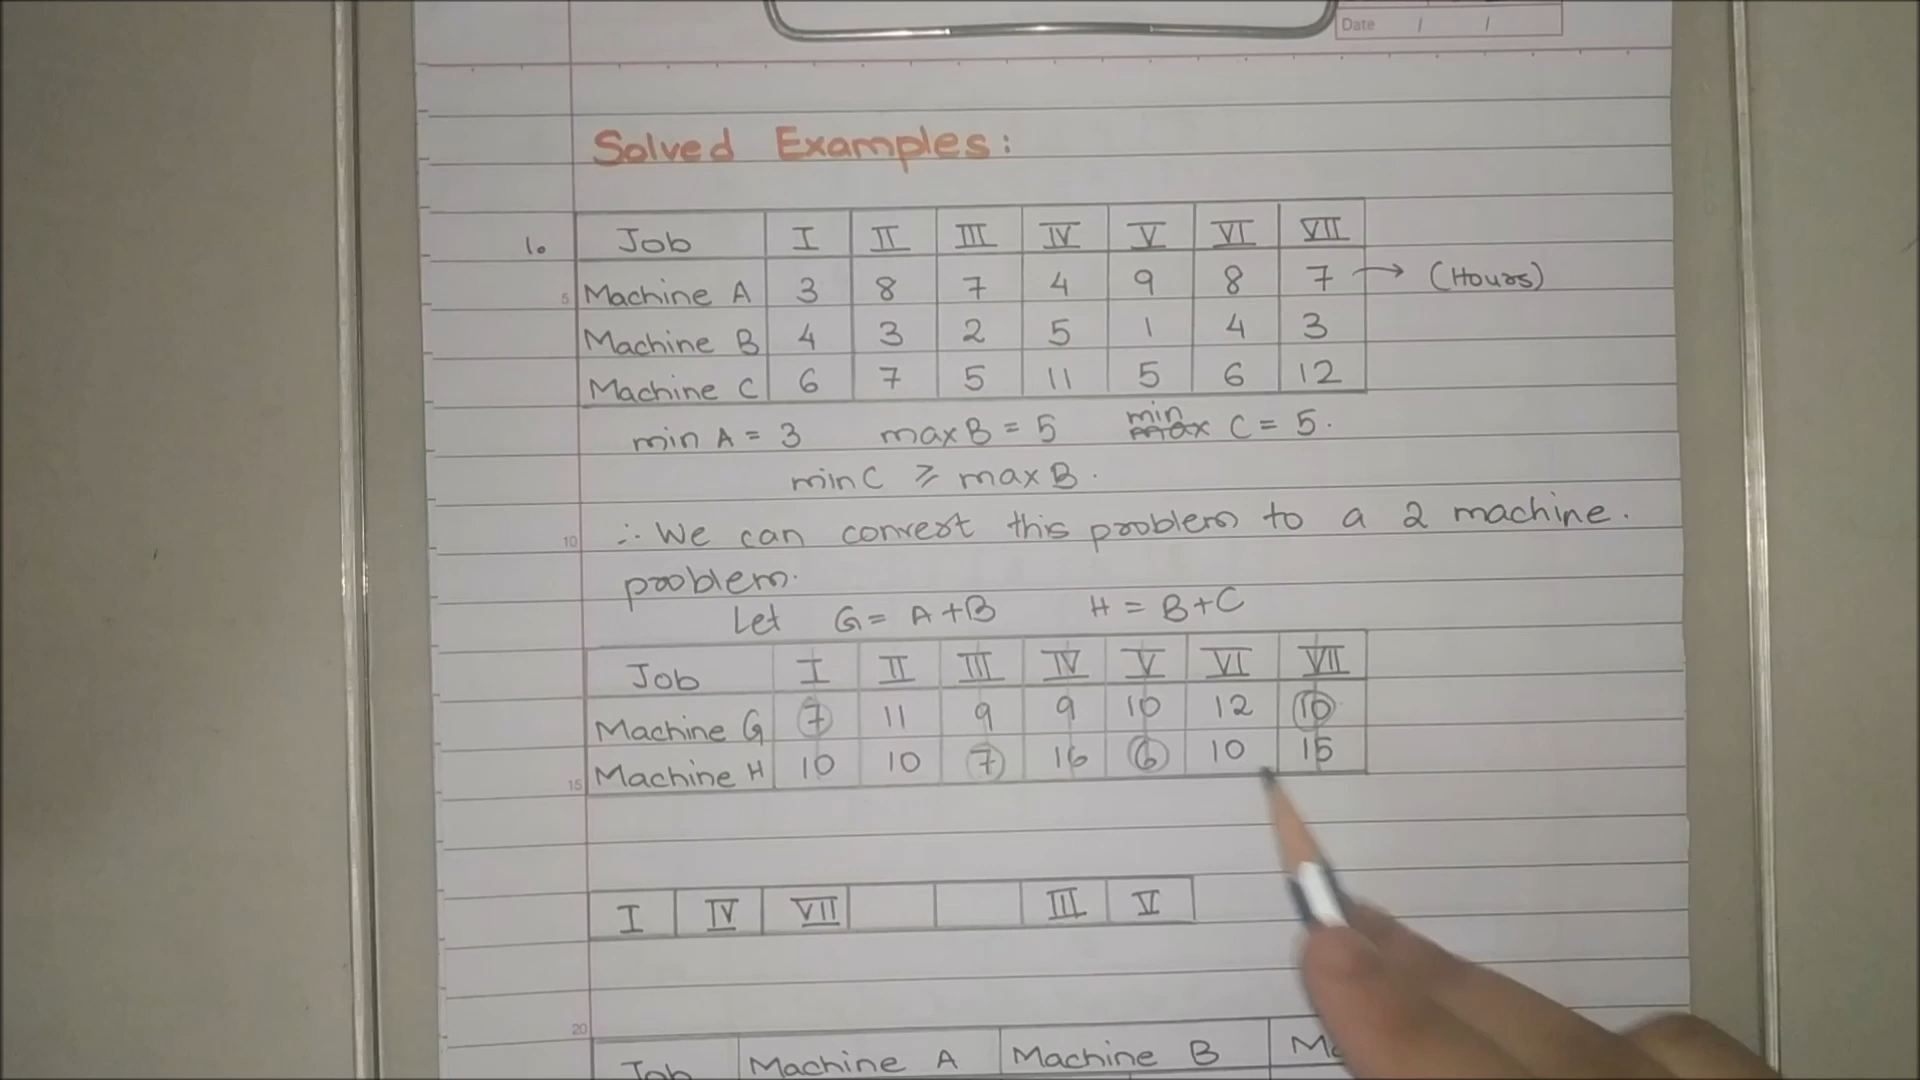 Date / /
Solved Examples:
1. Job I II III IV V VI VII
5 Machine A 3 8 7 4 9 8 7 → (Hours)
Machine B 4 3 2 5 1 4 3
Machine C 6 7 5 11 5 6 12
min A = 3 max B = 5 min max C = 5.
min C ≥ max B.
10 ∴ We can convert this problem to a 2 machine.
problem.
Let G = A+B H = B+C
Job I II III IV V VI VII
Machine G 7 11 9 9 10 12 10
15 Machine H 10 10 7 16 6 10 15
I IV VII III V
20
Job Machine A Machine B